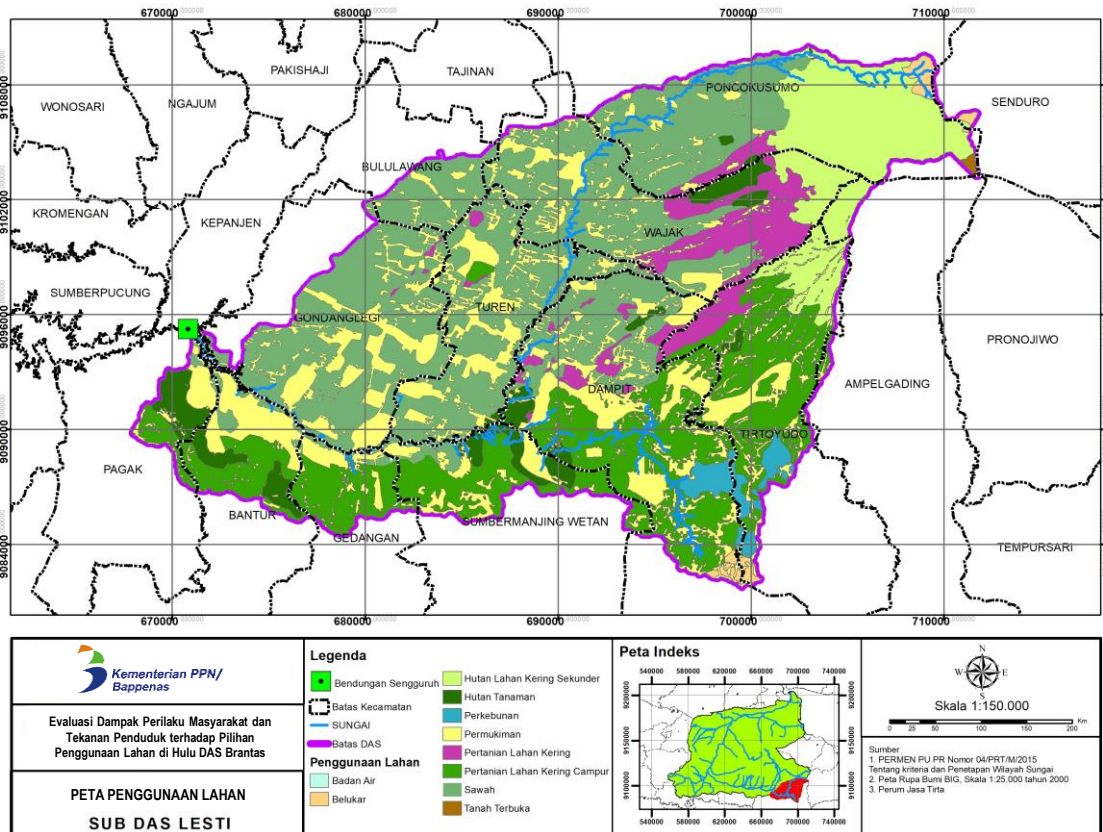 670000 680000 690000 700000 710000
9108000
9102000
9096000
9090000
9084000
PAKISHAJI
TAJINAN
WONOSARI
NGAJUM
PONCOKUSUMO
SENDURO
BULULAWANG
KROMENGAN
KEPANJEN
WAJAK
SUMBERPUCUNG
GONDANGLEGI
TUREN
PRONOJIWO
DAMPIT
AMPELGADING
TIRTOYUDO
PAGAK
BANTUR
SUMBERMANJING WETAN
GEDANGAN
TEMPURSARI
670000 680000 690000 700000 710000
Kementerian PPN/
Bappenas
Evaluasi Dampak Perilaku Masyarakat dan
Tekanan Penduduk terhadap Pilihan
Penggunaan Lahan di Hulu DAS Brantas
PETA PENGGUNAAN LAHAN
SUB DAS LESTI
Legenda
Bendungan Sengguruh
Batas Kecamatan
SUNGAI
Batas DAS
Penggunaan Lahan
Badan Air
Belukar
Hutan Lahan Kering Sekunder
Hutan Tanaman
Perkebunan
Permukiman
Pertanian Lahan Kering
Pertanian Lahan Kering Campur
Sawah
Tanah Terbuka
Peta Indeks
540000 580000 620000 660000 700000 740000
9200000
9150000
9100000
9200000
9150000
9100000
540000 580000 620000 660000 700000 740000
N
W E
S
Skala 1:150.000
0 25 50 100 150 200
Km
Sumber
1. PERMEN PU PR Nomor 04/PRT/M/2015
Tentang kriteria dan Penetapan Wilayah Sungai
2. Peta Rupa Bumi BIG, Skala 1:25.000 tahun 2000
3. Perum Jasa Tirta